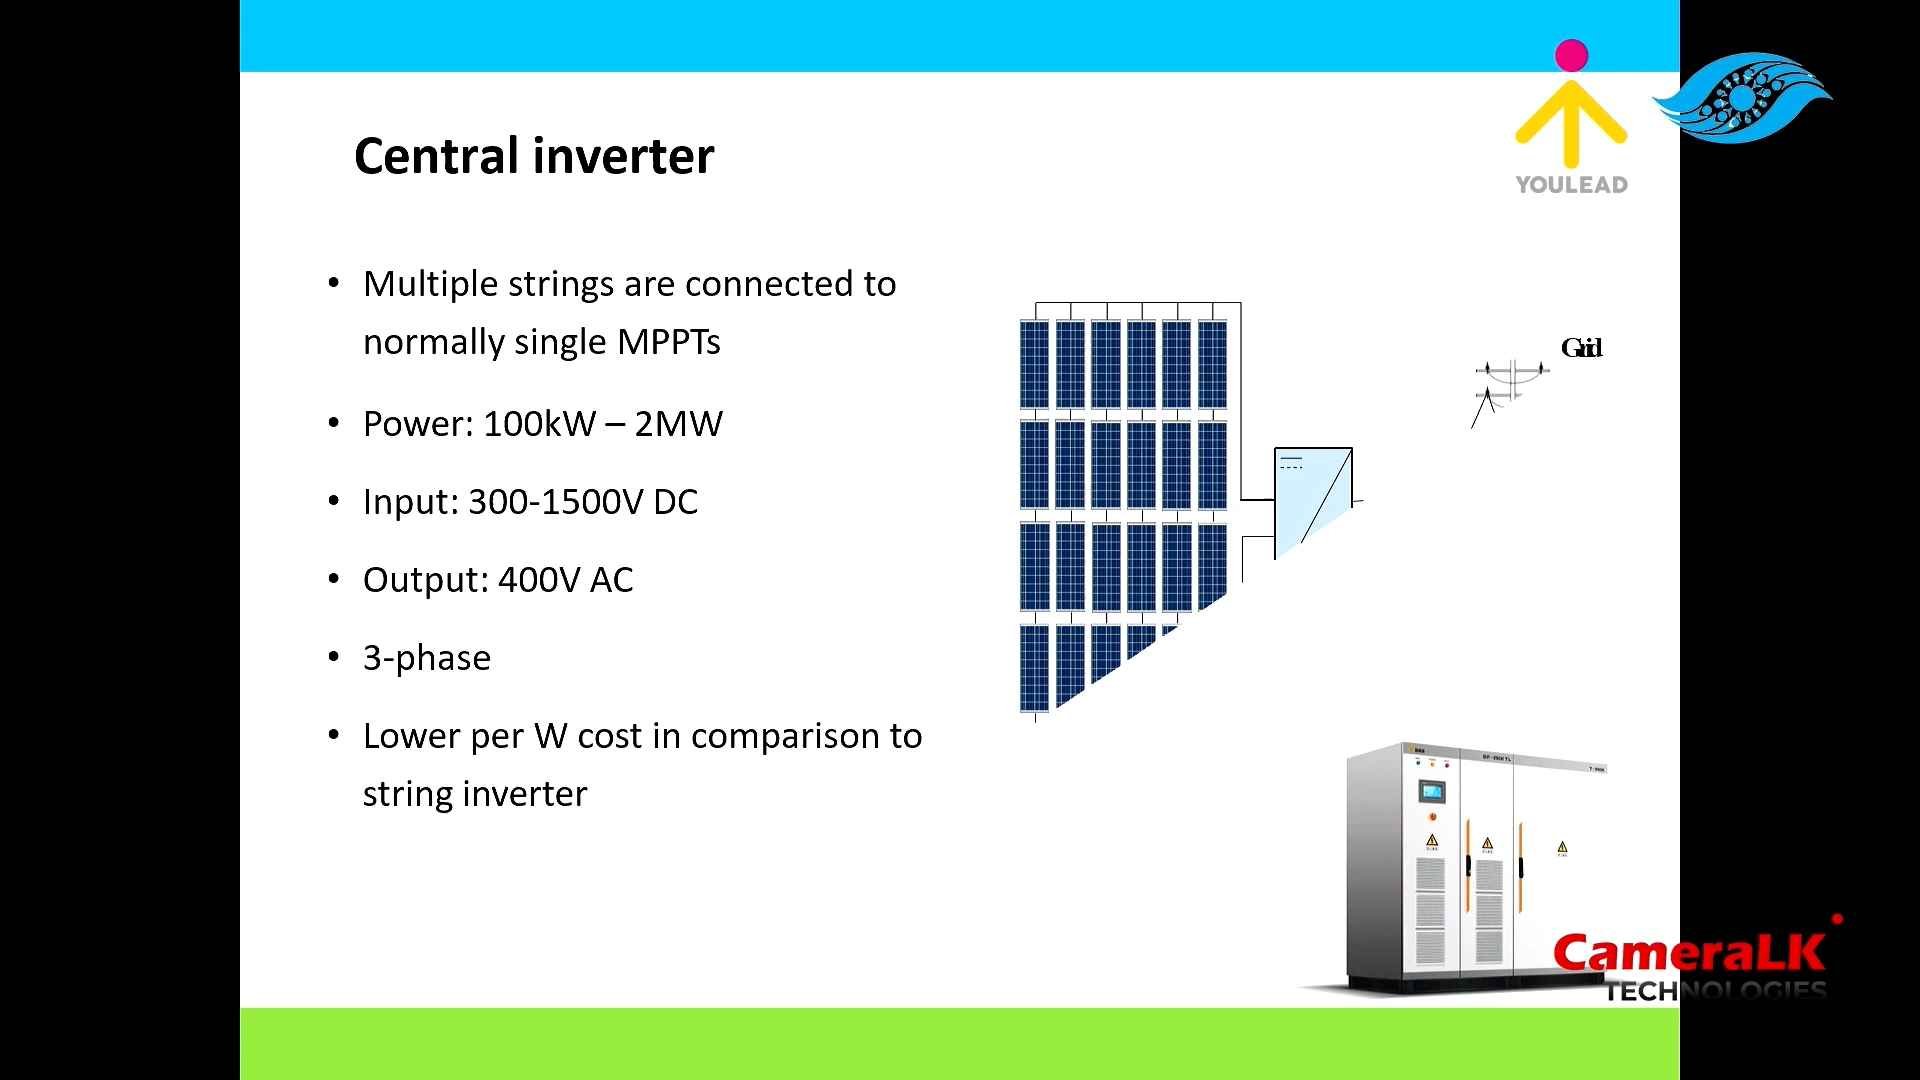 Central inverter
YOULEAD
• Multiple strings are connected to
normally single MPPTs
• Power: 100kW – 2MW
• Input: 300-1500V DC
• Output: 400V AC
• 3-phase
• Lower per W cost in comparison to
string inverter
Grid
CameraLK
TECHNOLOGIES